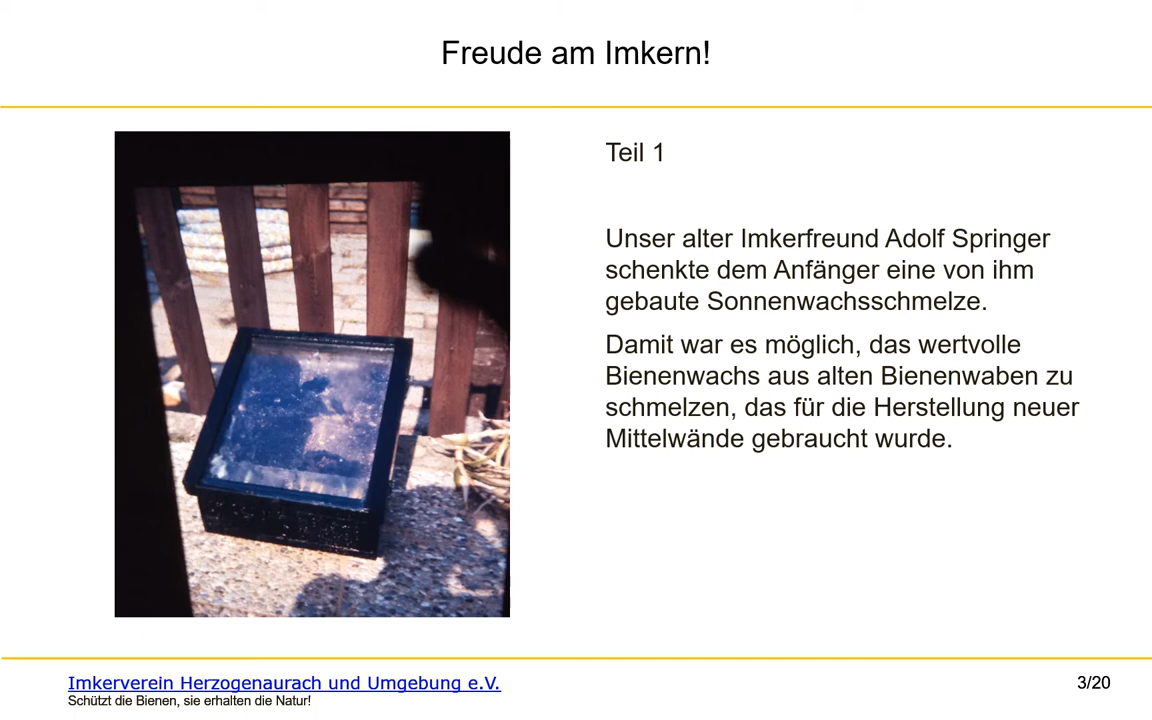 Freude am Imkern!
Teil 1
Unser alter Imkerfreund Adolf Springer
schenkte dem Anfänger eine von ihm
gebaute Sonnenwachsschmelze.
Damit war es möglich, das wertvolle
Bienenwachs aus alten Bienenwaben zu
schmelzen, das für die Herstellung neuer
Mittelwände gebraucht wurde.
Imkerverein Herzogenaurach und Umgebung e.V.
Schützt die Bienen, sie erhalten die Natur!
3/20